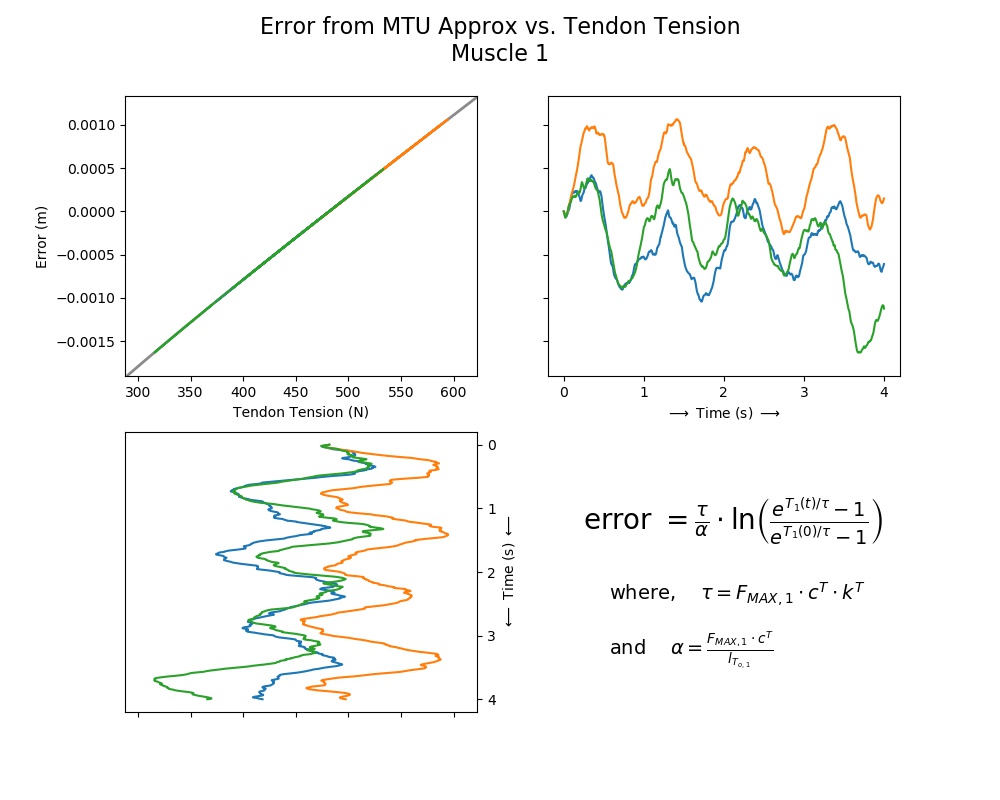 Error from MTU Approx vs. Tendon Tension
Muscle 1
0.0010
0.0005
0.0000
−0.0005
−0.0010
−0.0015
Error (m)
300 350 400 450 500 550 600
Tendon Tension (N)
0 1 2 3 4
⟶ Time (s) ⟶
0
1
2
3
4
⟵ Time (s) ⟵
error = τ/α · ln((e^{T_1(t)/τ} − 1)/(e^{T_1(0)/τ} − 1))
where, τ = F_{MAX,1} · c^T · k^T
and α = (F_{MAX,1} · c^T)/(l_{T_{o,1}})